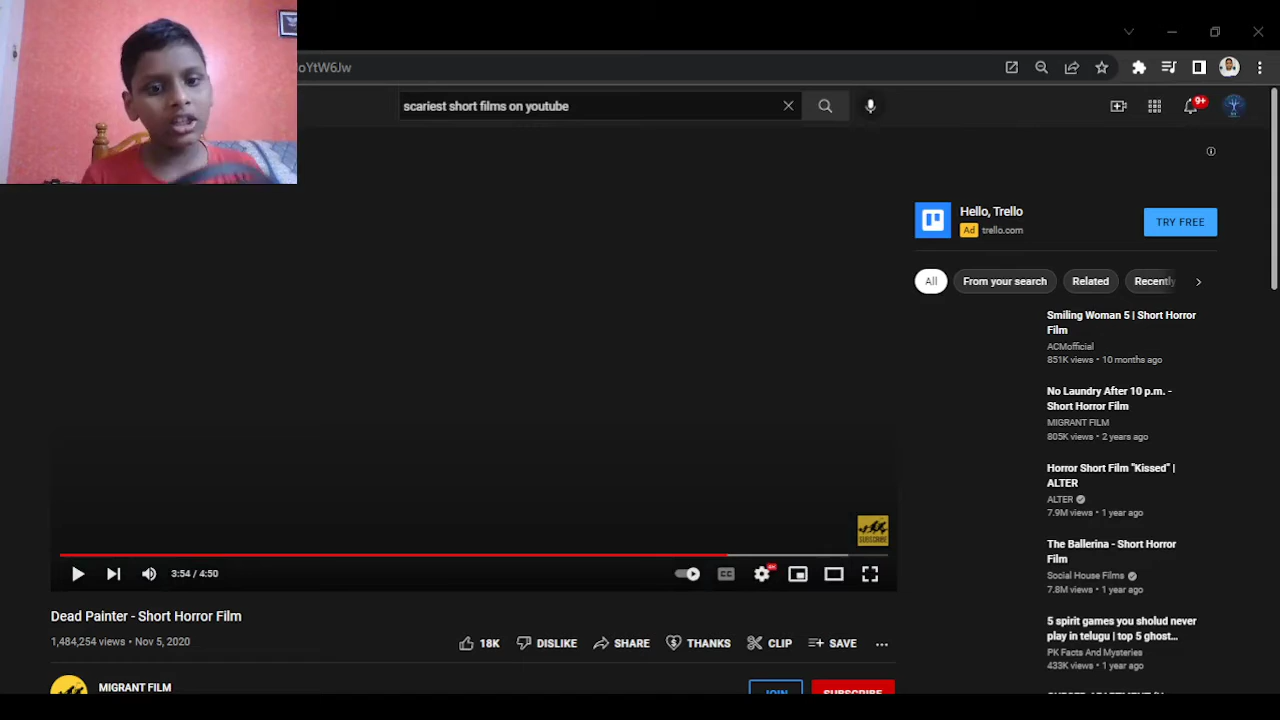 oYtW6Jw
scariest short films on youtube
9+
Hello, Trello
Ad trello.com
TRY FREE
All
From your search
Related
Recently
Smiling Woman 5 | Short Horror
Film
ACMofficial
851K views • 10 months ago
No Laundry After 10 p.m. -
Short Horror Film
MIGRANT FILM
805K views • 2 years ago
Horror Short Film "Kissed" |
ALTER
ALTER
7.9M views • 1 year ago
The Ballerina - Short Horror
Film
Social House Films
7.8M views • 1 year ago
5 spirit games you sholud never
play in telugu | top 5 ghost...
PK Facts And Mysteries
433K views • 1 year ago
SUBSCRIBE
3:54 / 4:50
CC
Dead Painter - Short Horror Film
1,484,254 views • Nov 5, 2020
18K
DISLIKE
SHARE
THANKS
CLIP
SAVE
MIGRANT FILM
JOIN
SUBSCRIBE